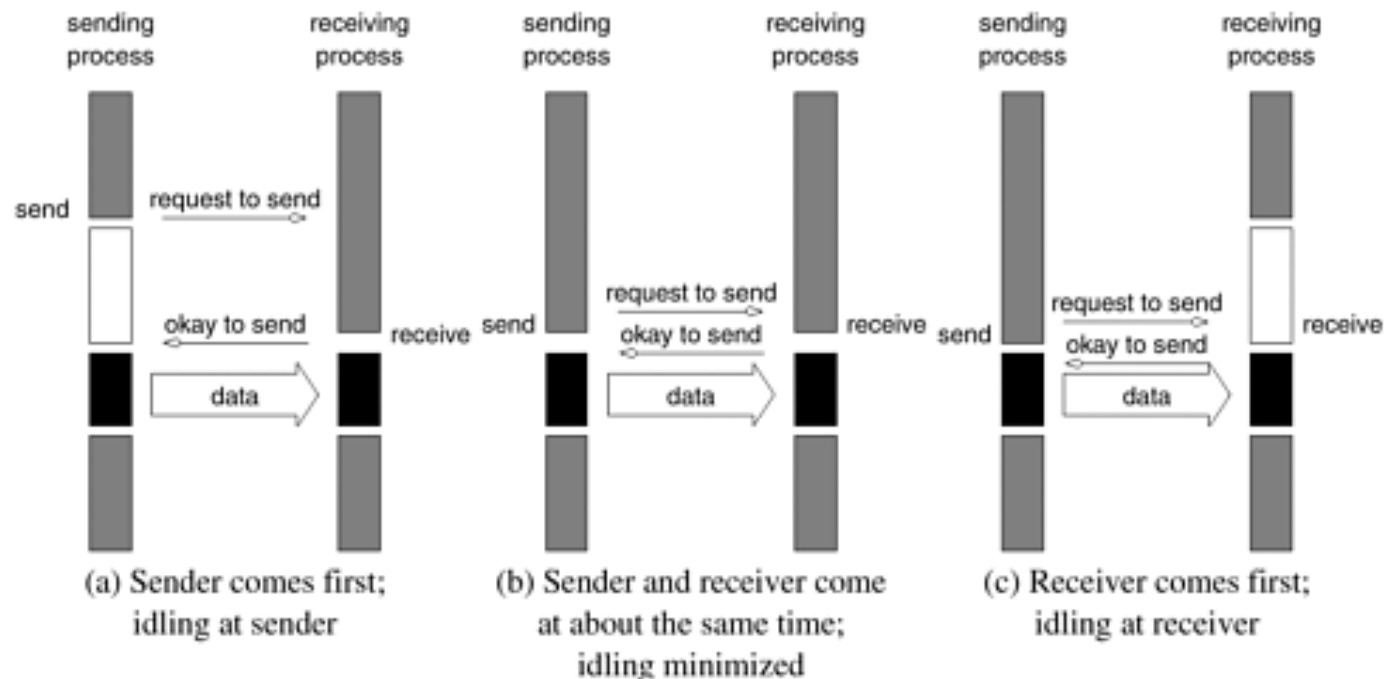 sending
process
receiving
process
send
request to send
okay to send
receive
data
(a) Sender comes first;
idling at sender
sending
process
receiving
process
request to send
send
okay to send
receive
data
(b) Sender and receiver come
at about the same time;
idling minimized
sending
process
receiving
process
request to send
send
okay to send
receive
data
(c) Receiver comes first;
idling at receiver